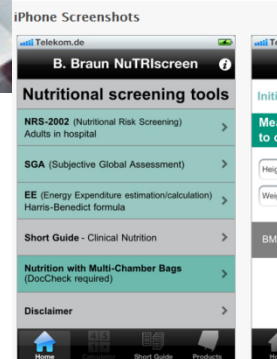 iPhone Screenshots
Telekom.de
B. Braun NuTRIscreen
Nutritional screening tools
NRS-2002 (Nutritional Risk Screening)
Adults in hospital
SGA (Subjective Global Assessment)
EE (Energy Expenditure estimation/calculation)
Harris-Benedict formula
Short Guide - Clinical Nutrition
Nutrition with Multi-Chamber Bags
(DocCheck required)
Disclaimer
Home
Calculator
Short Guide
Products
Initi
Me
to
Heig
Weig
BM